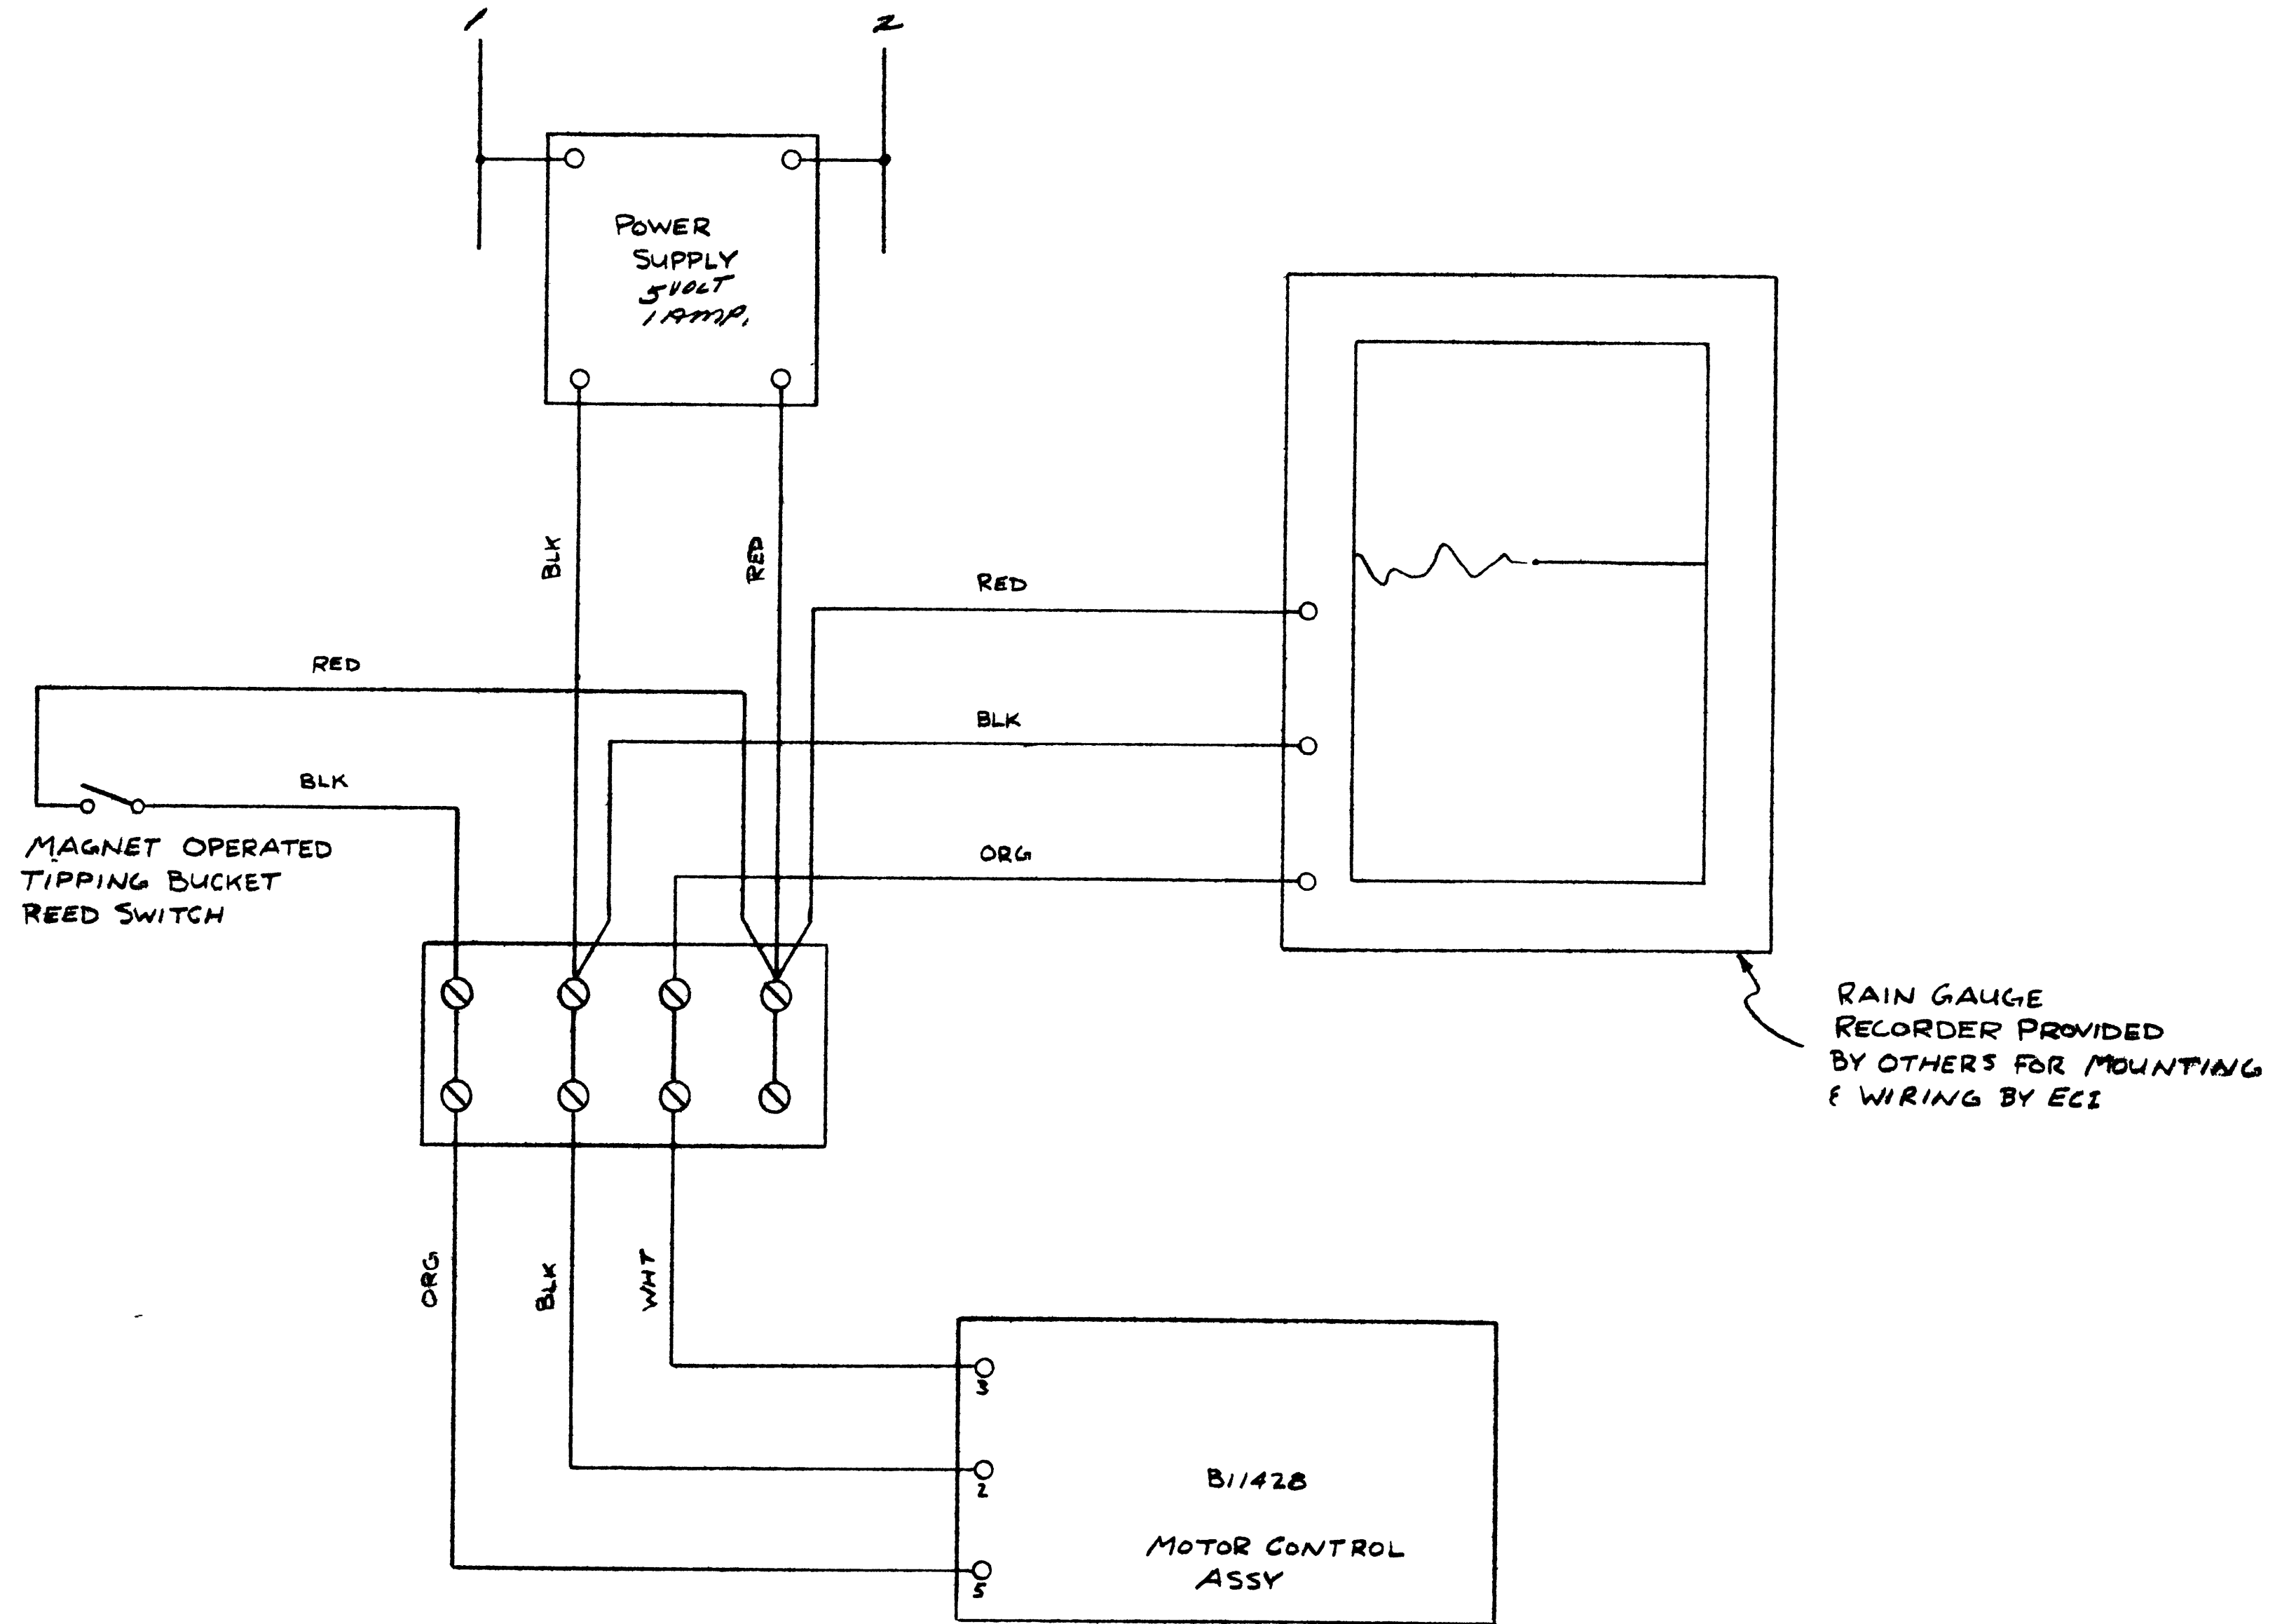 1
2
POWER
SUPPLY
5 VOLT
1 AMP.
BLK
RED
RED
RED
BLK
BLK
ORG
MAGNET OPERATED
TIPPING BUCKET
REED SWITCH
RAIN GAUGE
RECORDER PROVIDED
BY OTHERS FOR MOUNTING
& WIRING BY ECI
ORG
BLK
WHT
3
2
5
B11428
MOTOR CONTROL
ASSY